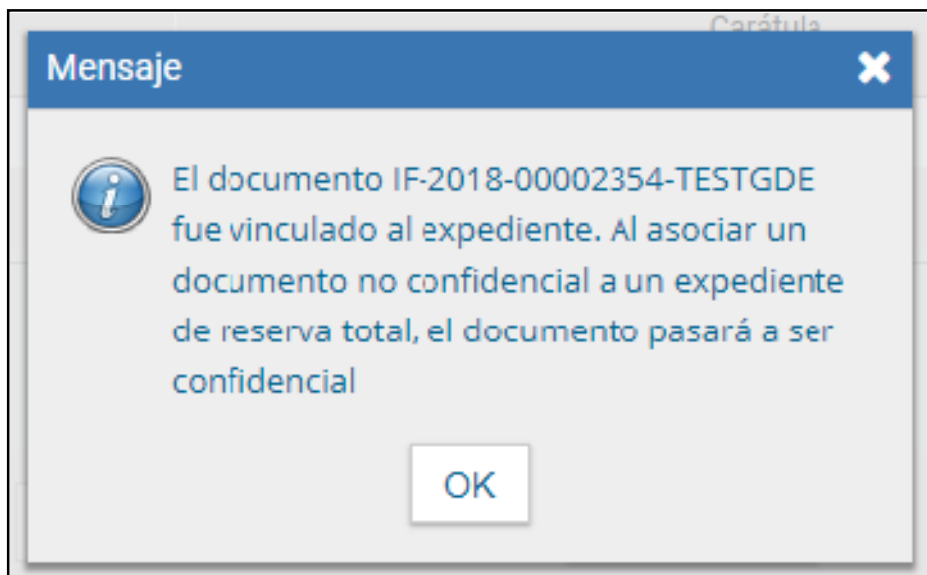 Carátula
Mensaje
El documento IF-2018-00002354-TESTGDE
fue vinculado al expediente. Al asociar un
documento no confidencial a un expediente
de reserva total, el documento pasará a ser
confidencial
OK